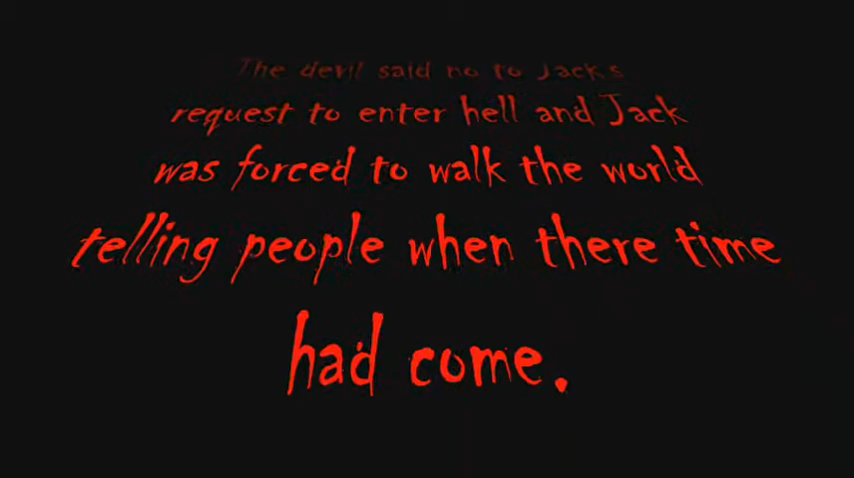 The devil said no to Jack's
request to enter hell and Jack
was forced to walk the world
telling people when there time
had come.